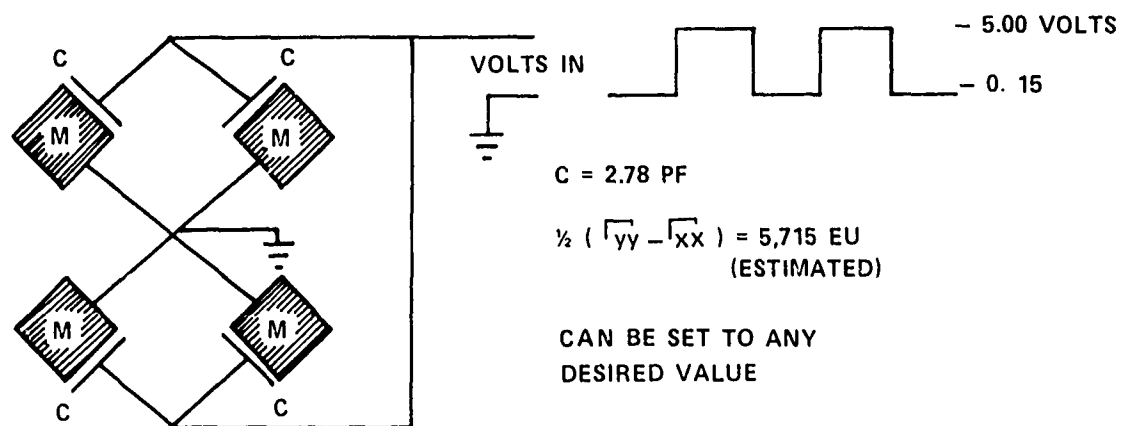 C
C
M
M
VOLTS IN
– 5.00 VOLTS
– 0. 15
C = 2.78 PF
½ ( Γyy – Γxx ) = 5,715 EU
(ESTIMATED)
M
M
C
C
CAN BE SET TO ANY
DESIRED VALUE